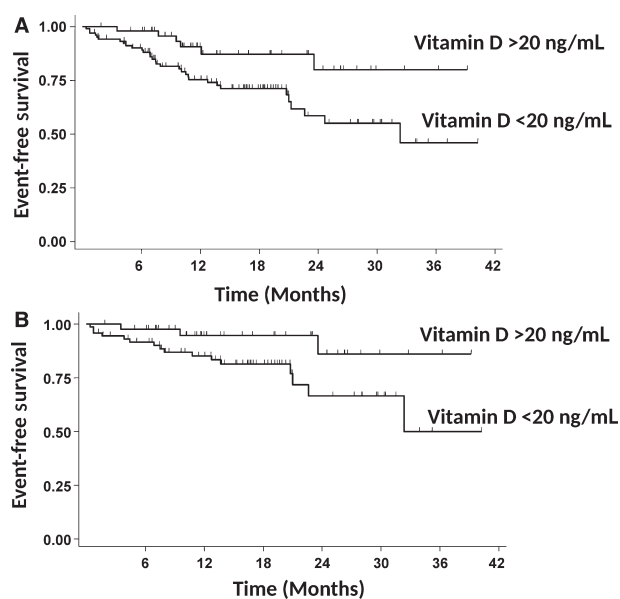 A
1.00
0.75
0.50
0.25
0.00
Event-free survival
Vitamin D >20 ng/mL
Vitamin D <20 ng/mL
6 12 18 24 30 36 42
Time (Months)
B
1.00
0.75
0.50
0.25
0.00
Event-free survival
Vitamin D >20 ng/mL
Vitamin D <20 ng/mL
6 12 18 24 30 36 42
Time (Months)